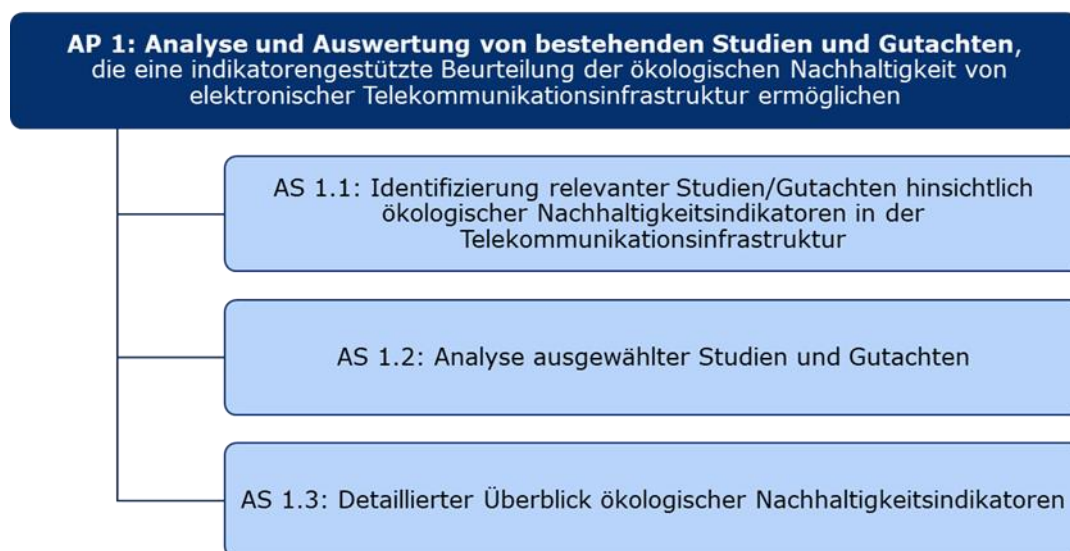 AP 1: Analyse und Auswertung von bestehenden Studien und Gutachten,
die eine indikatorengestützte Beurteilung der ökologischen Nachhaltigkeit von
elektronischer Telekommunikationsinfrastruktur ermöglichen
AS 1.1: Identifizierung relevanter Studien/Gutachten hinsichtlich
ökologischer Nachhaltigkeitsindikatoren in der
Telekommunikationsinfrastruktur
AS 1.2: Analyse ausgewählter Studien und Gutachten
AS 1.3: Detaillierter Überblick ökologischer Nachhaltigkeitsindikatoren